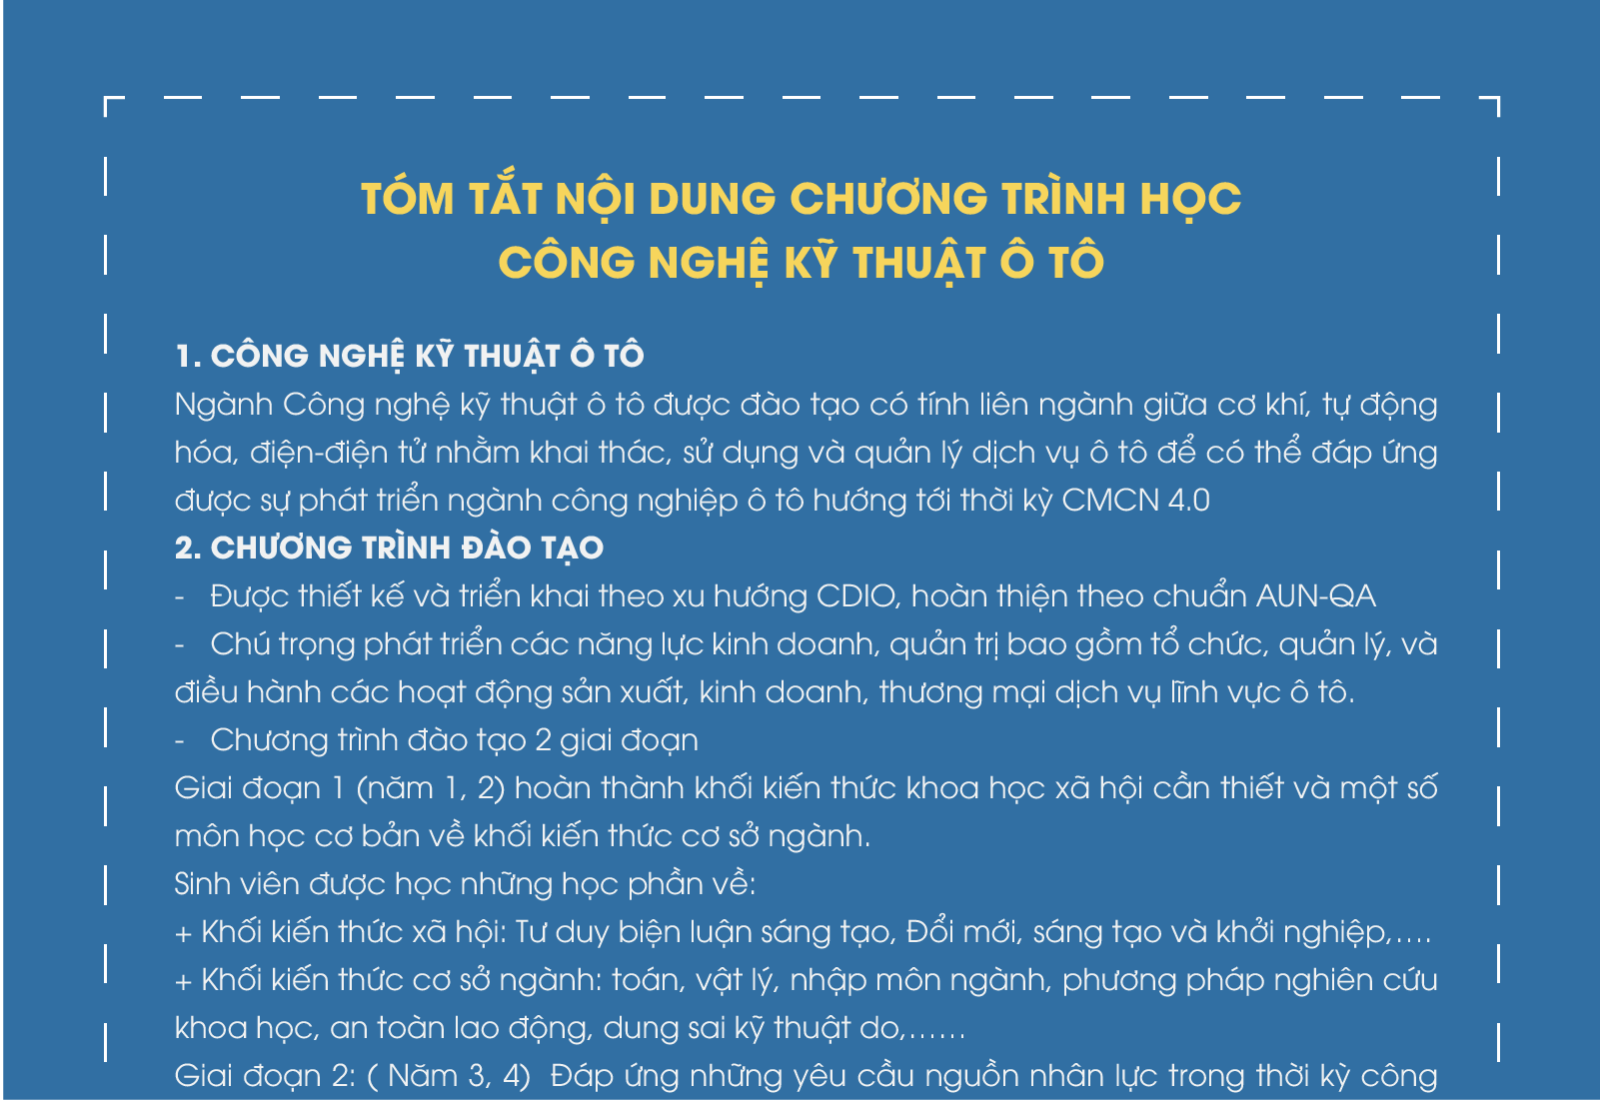 TÓM TẮT NỘI DUNG CHƯƠNG TRÌNH HỌC
CÔNG NGHỆ KỸ THUẬT Ô TÔ
1. CÔNG NGHỆ KỸ THUẬT Ô TÔ
Ngành Công nghệ kỹ thuật ô tô được đào tạo có tính liên ngành giữa cơ khí, tự động
hóa, điện-điện tử nhằm khai thác, sử dụng và quản lý dịch vụ ô tô để có thể đáp ứng
được sự phát triển ngành công nghiệp ô tô hướng tới thời kỳ CMCN 4.0
2. CHƯƠNG TRÌNH ĐÀO TẠO
- Được thiết kế và triển khai theo xu hướng CDIO, hoàn thiện theo chuẩn AUN-QA
- Chú trọng phát triển các năng lực kinh doanh, quản trị bao gồm tổ chức, quản lý, và
điều hành các hoạt động sản xuất, kinh doanh, thương mại dịch vụ lĩnh vực ô tô.
- Chương trình đào tạo 2 giai đoạn
Giai đoạn 1 (năm 1, 2) hoàn thành khối kiến thức khoa học xã hội cần thiết và một số
môn học cơ bản về khối kiến thức cơ sở ngành.
Sinh viên được học những học phần về:
+ Khối kiến thức xã hội: Tư duy biện luận sáng tạo, Đổi mới, sáng tạo và khởi nghiệp,....
+ Khối kiến thức cơ sở ngành: toán, vật lý, nhập môn ngành, phương pháp nghiên cứu
khoa học, an toàn lao động, dung sai kỹ thuật do,......
Giai đoạn 2: ( Năm 3, 4) Đáp ứng những yêu cầu nguồn nhân lực trong thời kỳ công